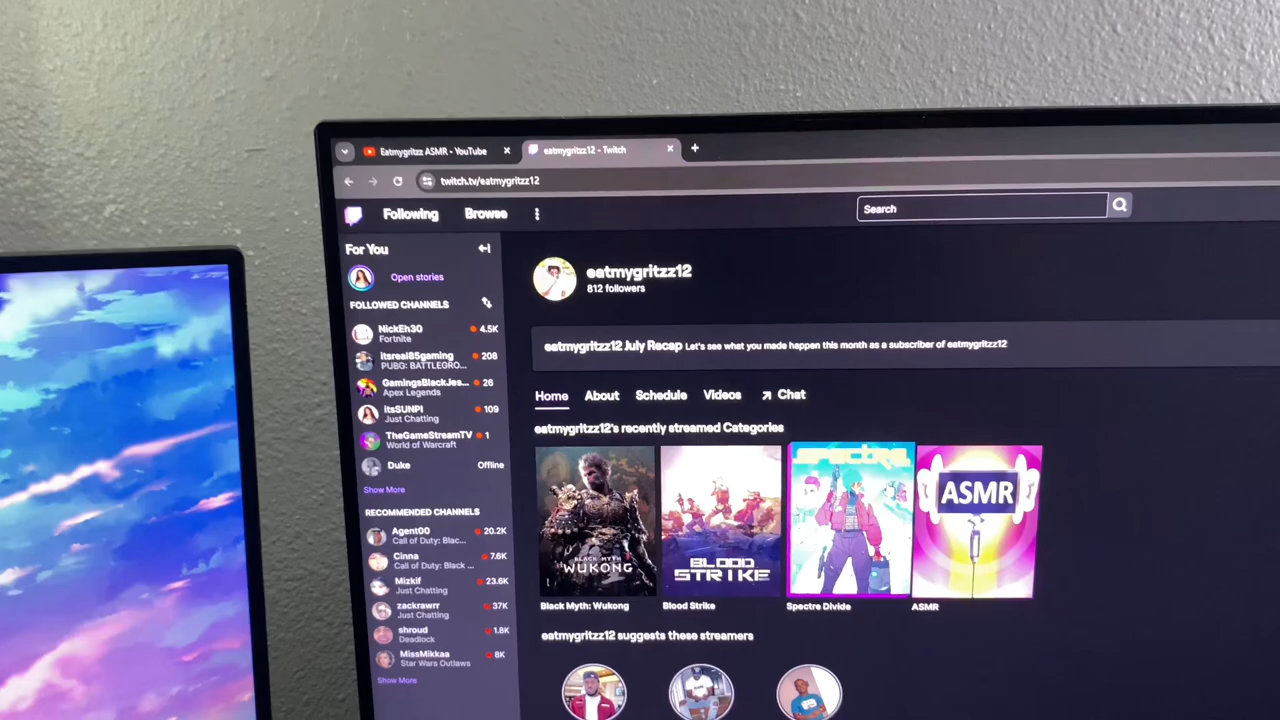 Eatmygritzz ASMR - YouTube
eatmygritzz12 - Twitch
twitch.tv/eatmygritzz12
Following
Browse
Search
For You
Open stories
FOLLOWED CHANNELS
NickEh30
4.5K
Fortnite
itsreal85gaming
208
PUBG: BATTLEGRO...
GamingsBlackJes...
26
Apex Legends
itsSUNPI
109
Just Chatting
TheGameStreamTV
1
World of Warcraft
Duke
Offline
Show More
RECOMMENDED CHANNELS
Agent00
20.2K
Call of Duty: Blac...
Cinna
7.6K
Call of Duty: Black ...
Mizkif
23.6K
Just Chatting
zackrawrr
37K
Just Chatting
shroud
1.8K
Deadlock
MissMikkaa
8K
Star Wars Outlaws
Show More
eatmygritzz12
812 followers
eatmygritzz12 July Recap Let's see what you made happen this month as a subscriber of eatmygritzz12
Home
About
Schedule
Videos
Chat
eatmygritzz12's recently streamed Categories
BLACK MYTH
WUKONG
BLOOD
STRIKE
SPECTRE
ASMR
Black Myth: Wukong
Blood Strike
Spectre Divide
ASMR
eatmygritzz12 suggests these streamers